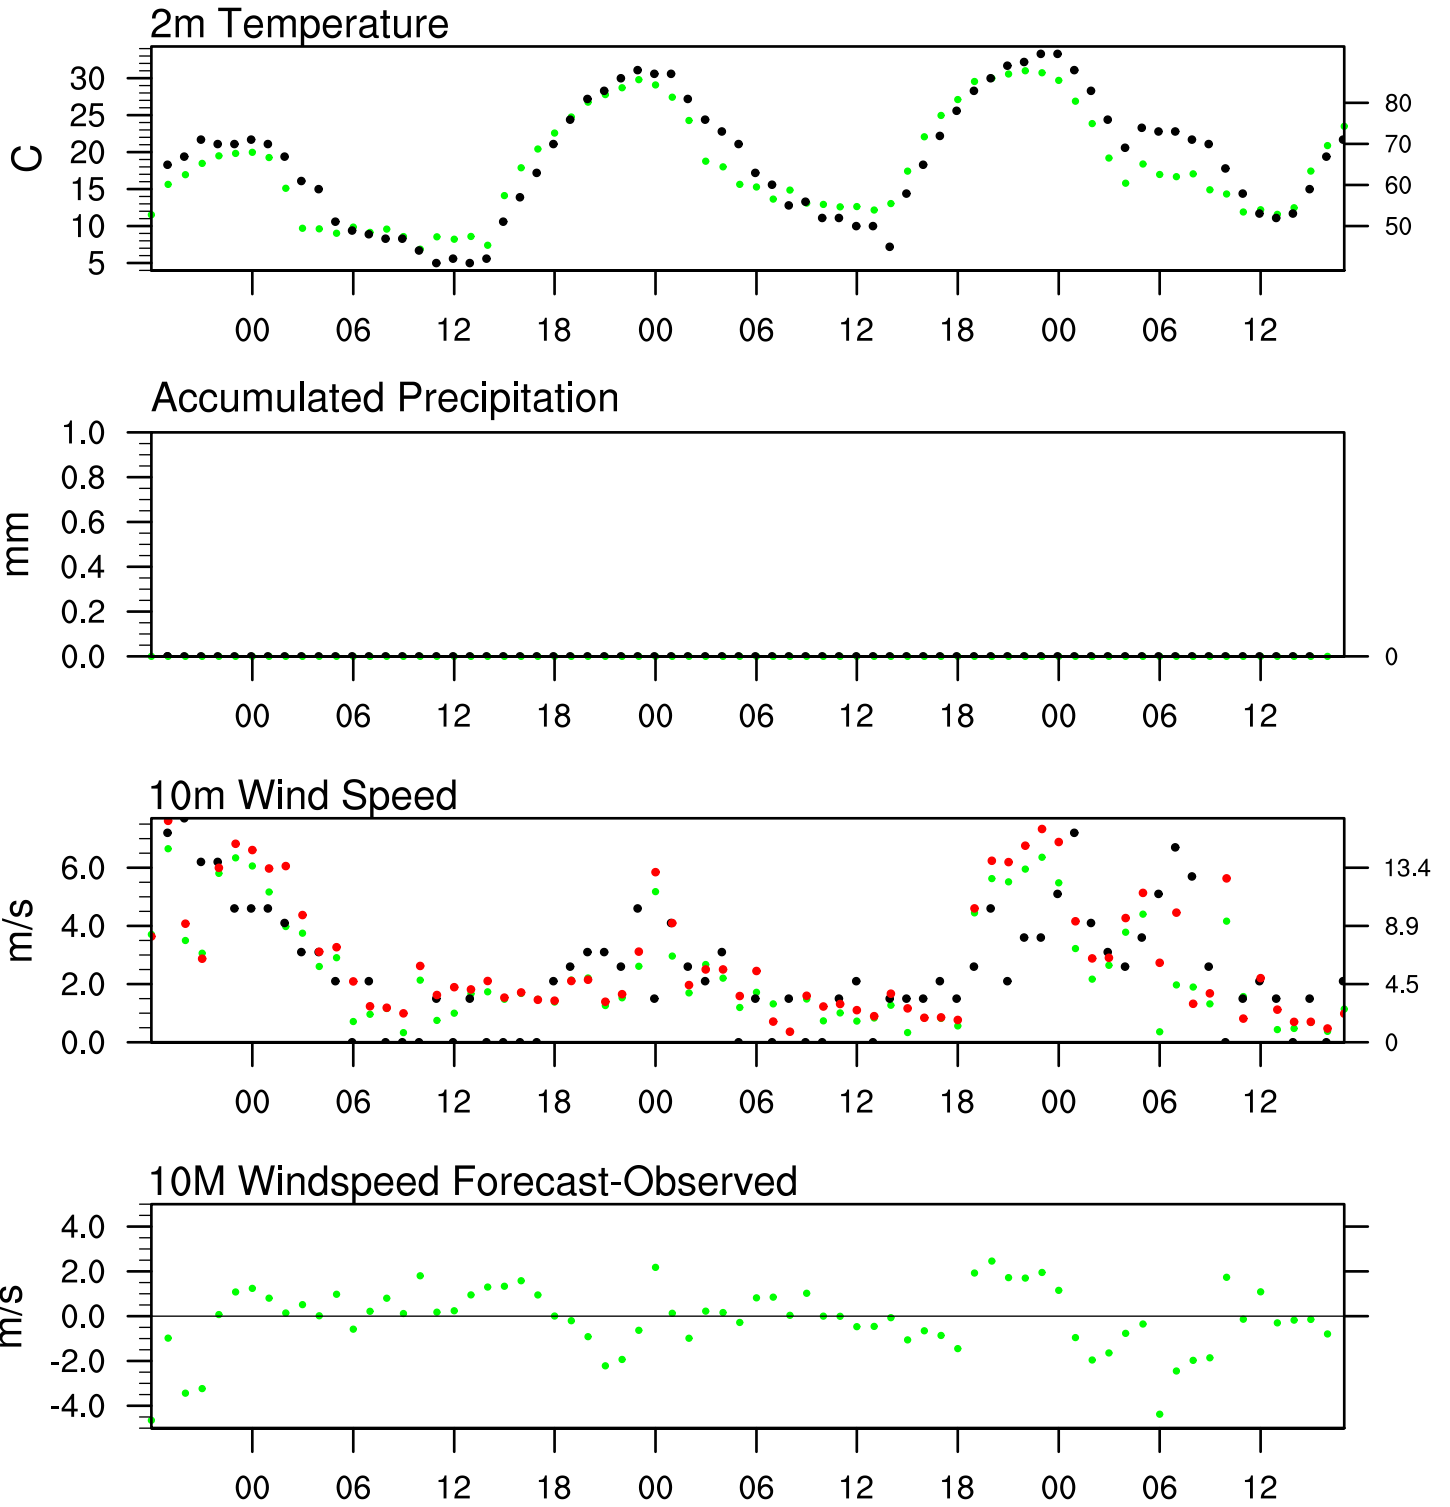 2m Temperature
C
30
25
20
15
10
5
80
70
60
50
00 06 12 18 00 06 12 18 00 06 12
Accumulated Precipitation
mm
1.0
0.8
0.6
0.4
0.2
0.0
0
00 06 12 18 00 06 12 18 00 06 12
10m Wind Speed
m/s
6.0
4.0
2.0
0.0
13.4
8.9
4.5
0
00 06 12 18 00 06 12 18 00 06 12
10M Windspeed Forecast-Observed
m/s
4.0
2.0
0.0
-2.0
-4.0
00 06 12 18 00 06 12 18 00 06 12